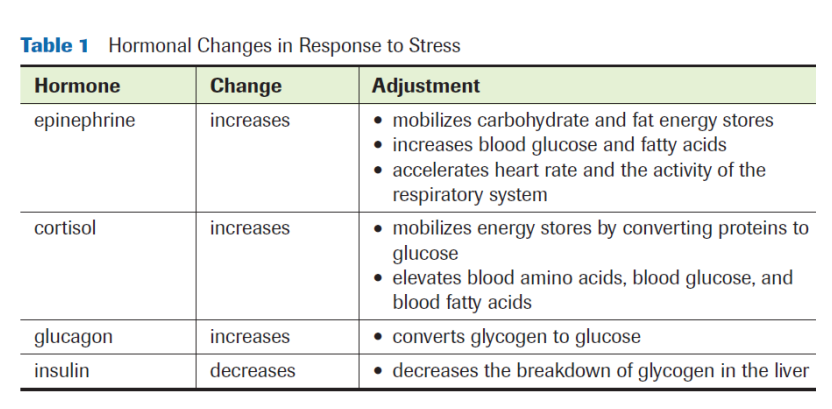 Table 1 Hormonal Changes in Response to Stress
Hormone Change Adjustment
epinephrine increases • mobilizes carbohydrate and fat energy stores
• increases blood glucose and fatty acids
• accelerates heart rate and the activity of the
respiratory system
cortisol increases • mobilizes energy stores by converting proteins to
glucose
• elevates blood amino acids, blood glucose, and
blood fatty acids
glucagon increases • converts glycogen to glucose
insulin decreases • decreases the breakdown of glycogen in the liver